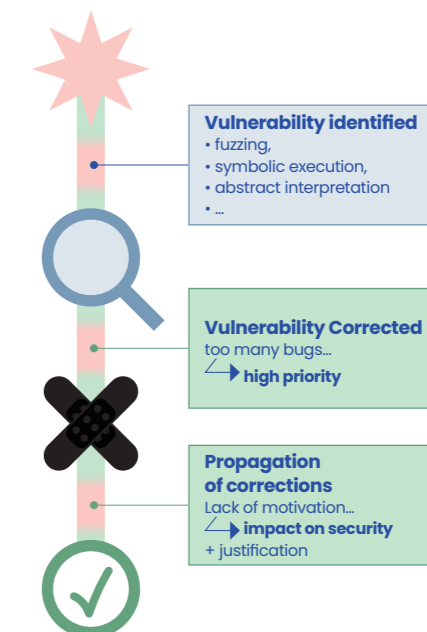 Vulnerability identified
• fuzzing,
• symbolic execution,
• abstract interpretation
• ...
Vulnerability Corrected
too many bugs...
high priority
Propagation
of corrections
Lack of motivation...
impact on security
+ justification